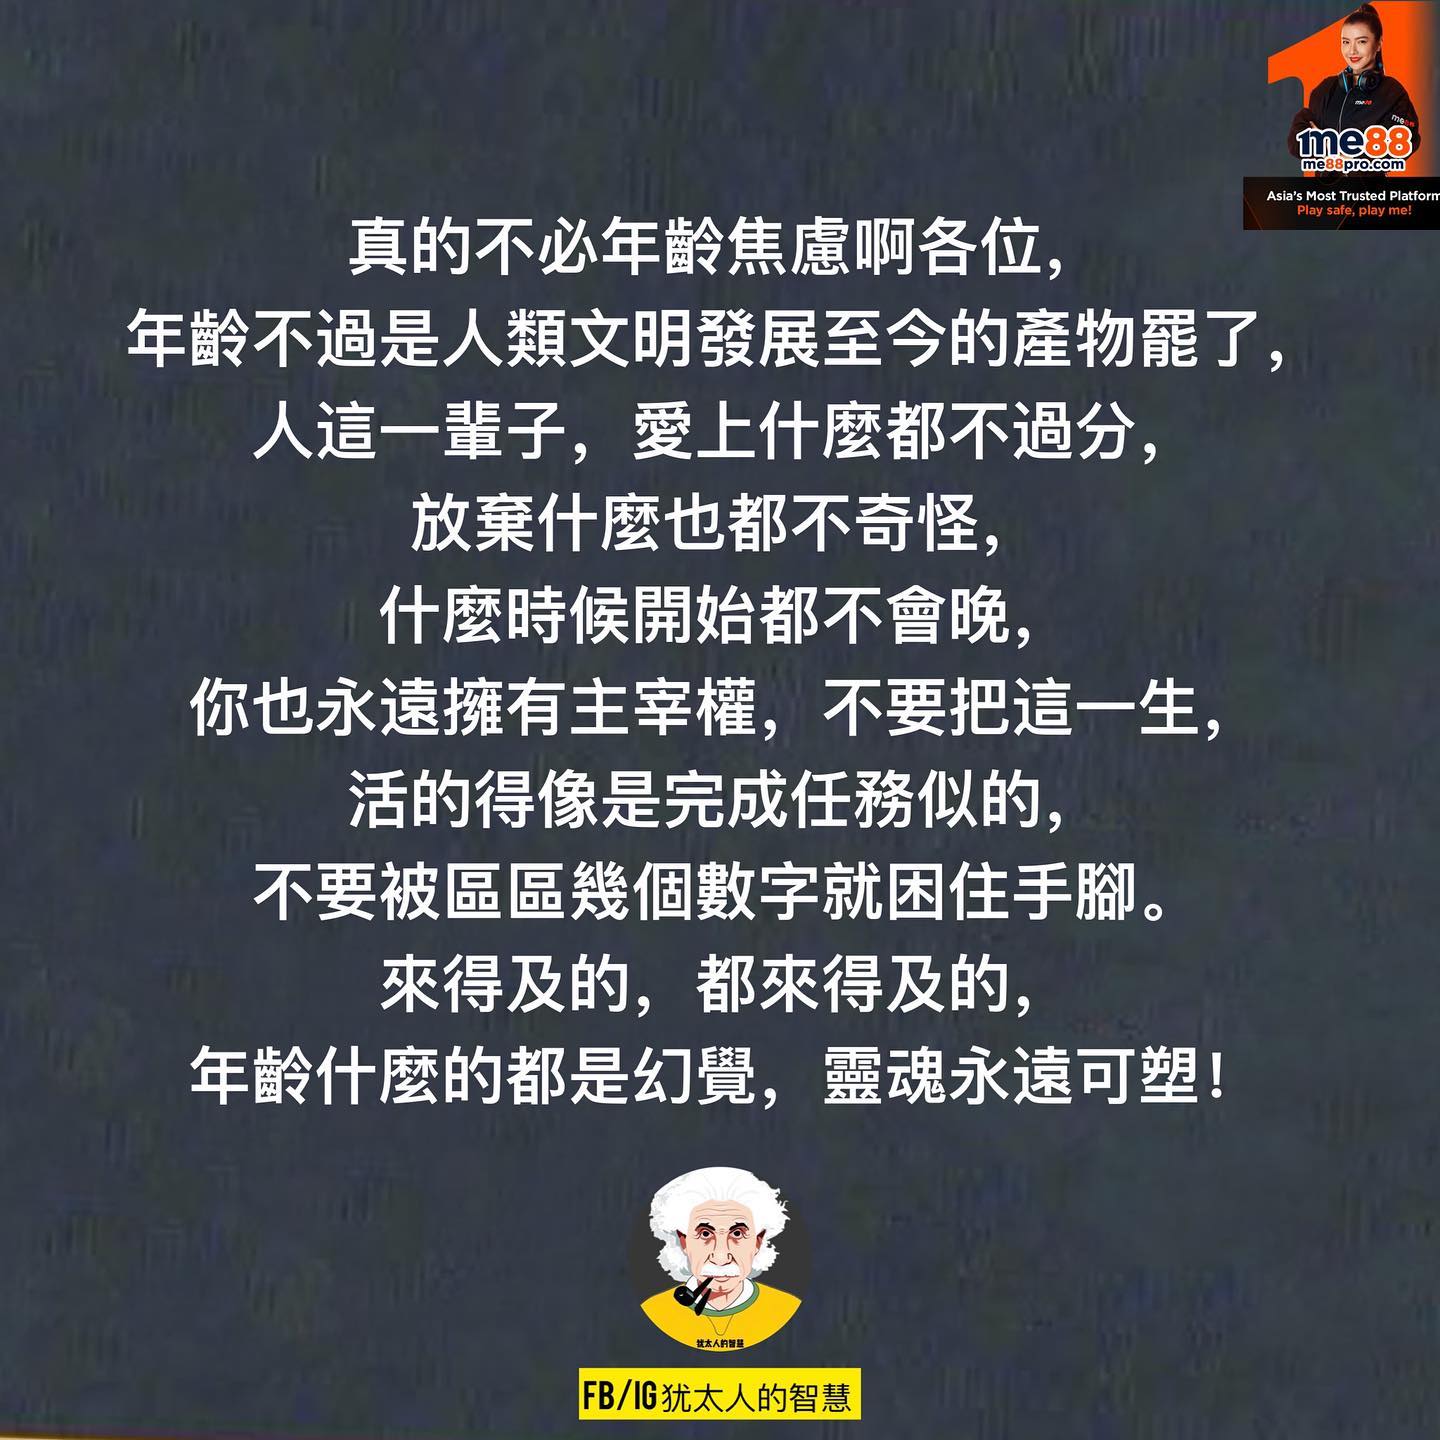 me88
me88
me88
me88pro.com
Asia's Most Trusted Platform
Play safe, play me!
真的不必年齡焦慮啊各位，
年齡不過是人類文明發展至今的產物罷了，
人這一輩子，愛上什麼都不過分，
放棄什麼也都不奇怪，
什麼時候開始都不會晚，
你也永遠擁有主宰權，不要把這一生，
活的得像是完成任務似的，
不要被區區幾個數字就困住手腳。
來得及的，都來得及的，
年齡什麼的都是幻覺，靈魂永遠可塑！
犹太人的智慧
FB/IG犹太人的智慧